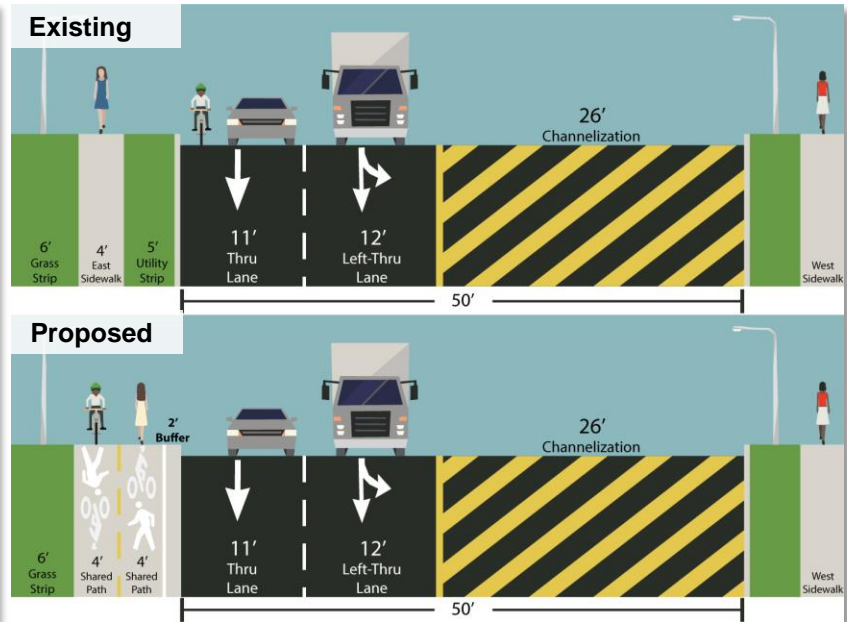 Existing
26’
Channelization
6’
Grass
Strip
4’
East
Sidewalk
5’
Utility
Strip
11’
Thru
Lane
12’
Left-Thru
Lane
West
Sidewalk
50’
Proposed
2’
Buffer
26’
Channelization
6’
Grass
Strip
4’
Shared
Path
4’
Shared
Path
11’
Thru
Lane
12’
Left-Thru
Lane
West
Sidewalk
50’